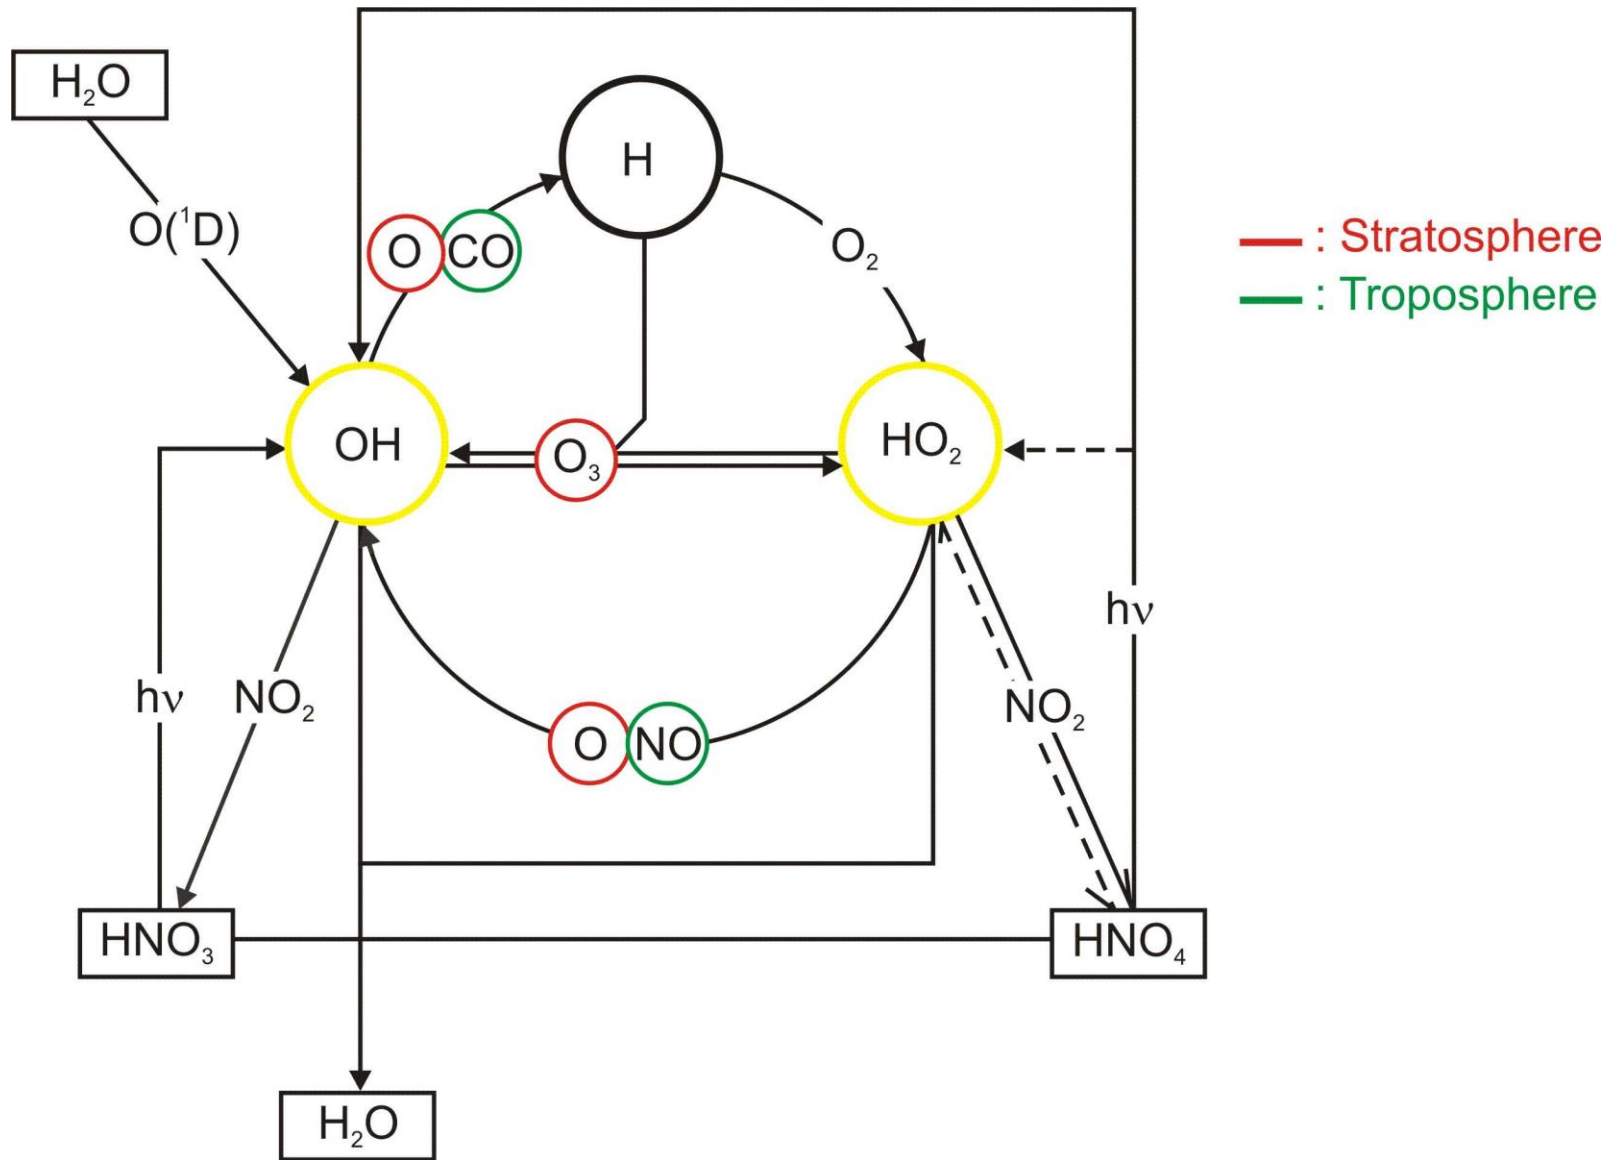 H₂O
H
O(¹D)
O CO
O₂
: Stratosphere
: Troposphere
OH
O₃
HO₂
hν
hν
NO₂
NO₂
O NO
HNO₃
HNO₄
H₂O